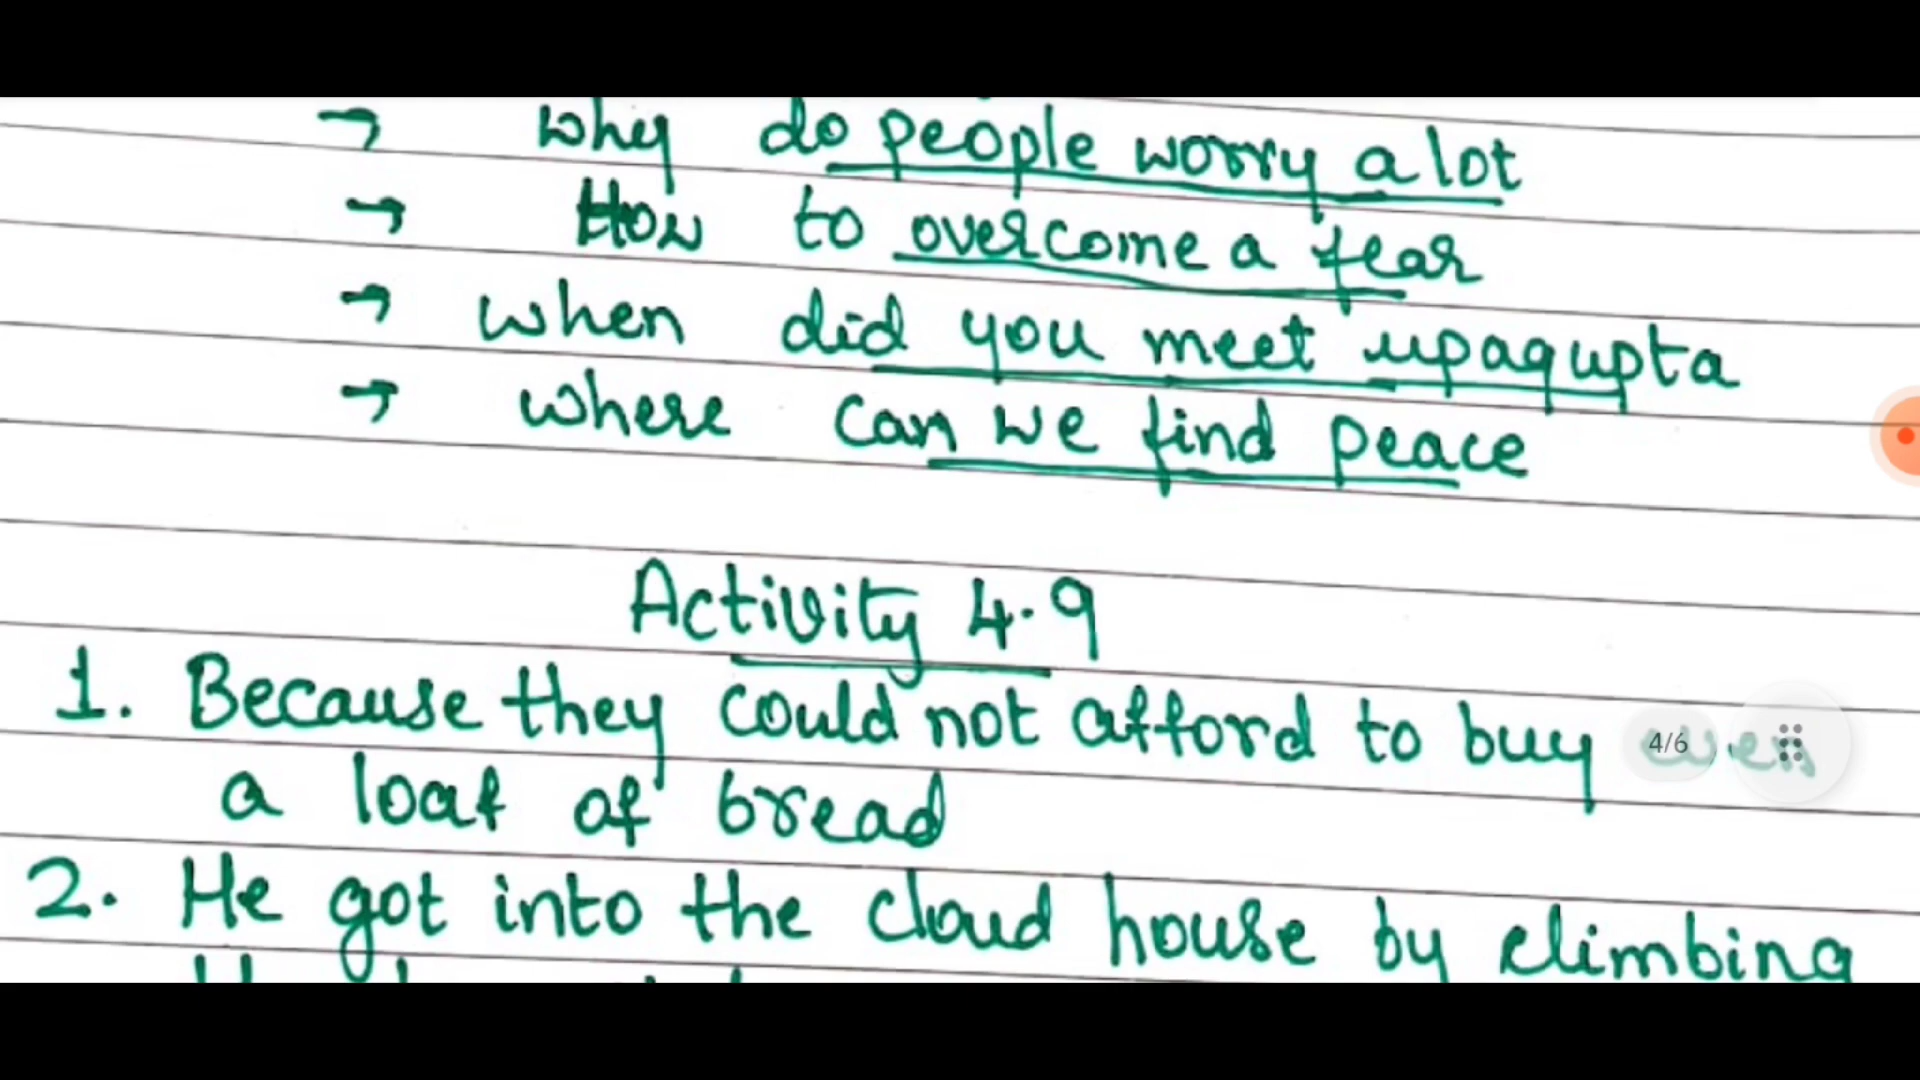 → why do people worry a lot
→ How to overcome a fear
→ when did you meet upagupta
→ where can we find peace
Activity 4.9
1. Because they could not afford to buy even
4/6
a loaf of bread
2. He got into the cloud house by climbing